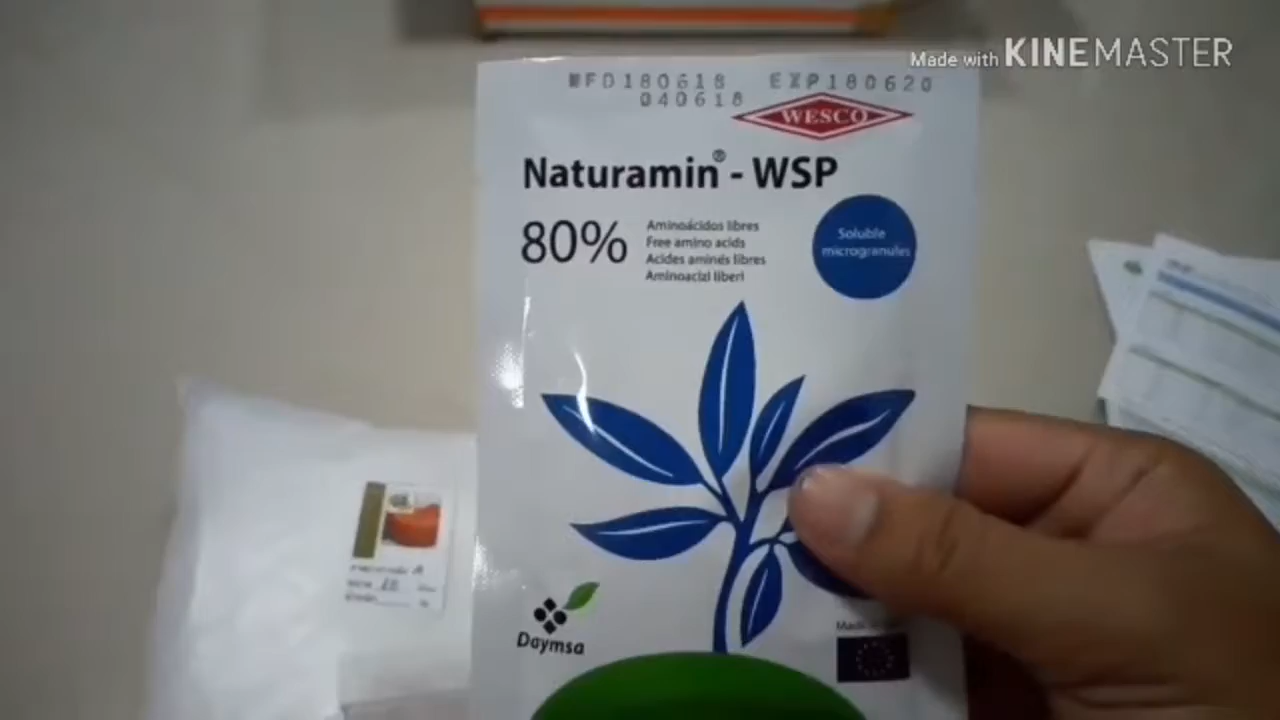 Made with KINEMASTER
MFD180618 EXP180620
040618
WESCO
Naturamin® - WSP
80%
Aminoácidos libres
Free amino acids
Acides aminés libres
Aminoacizi liberi
Soluble
microgranules
Daymsa
Made